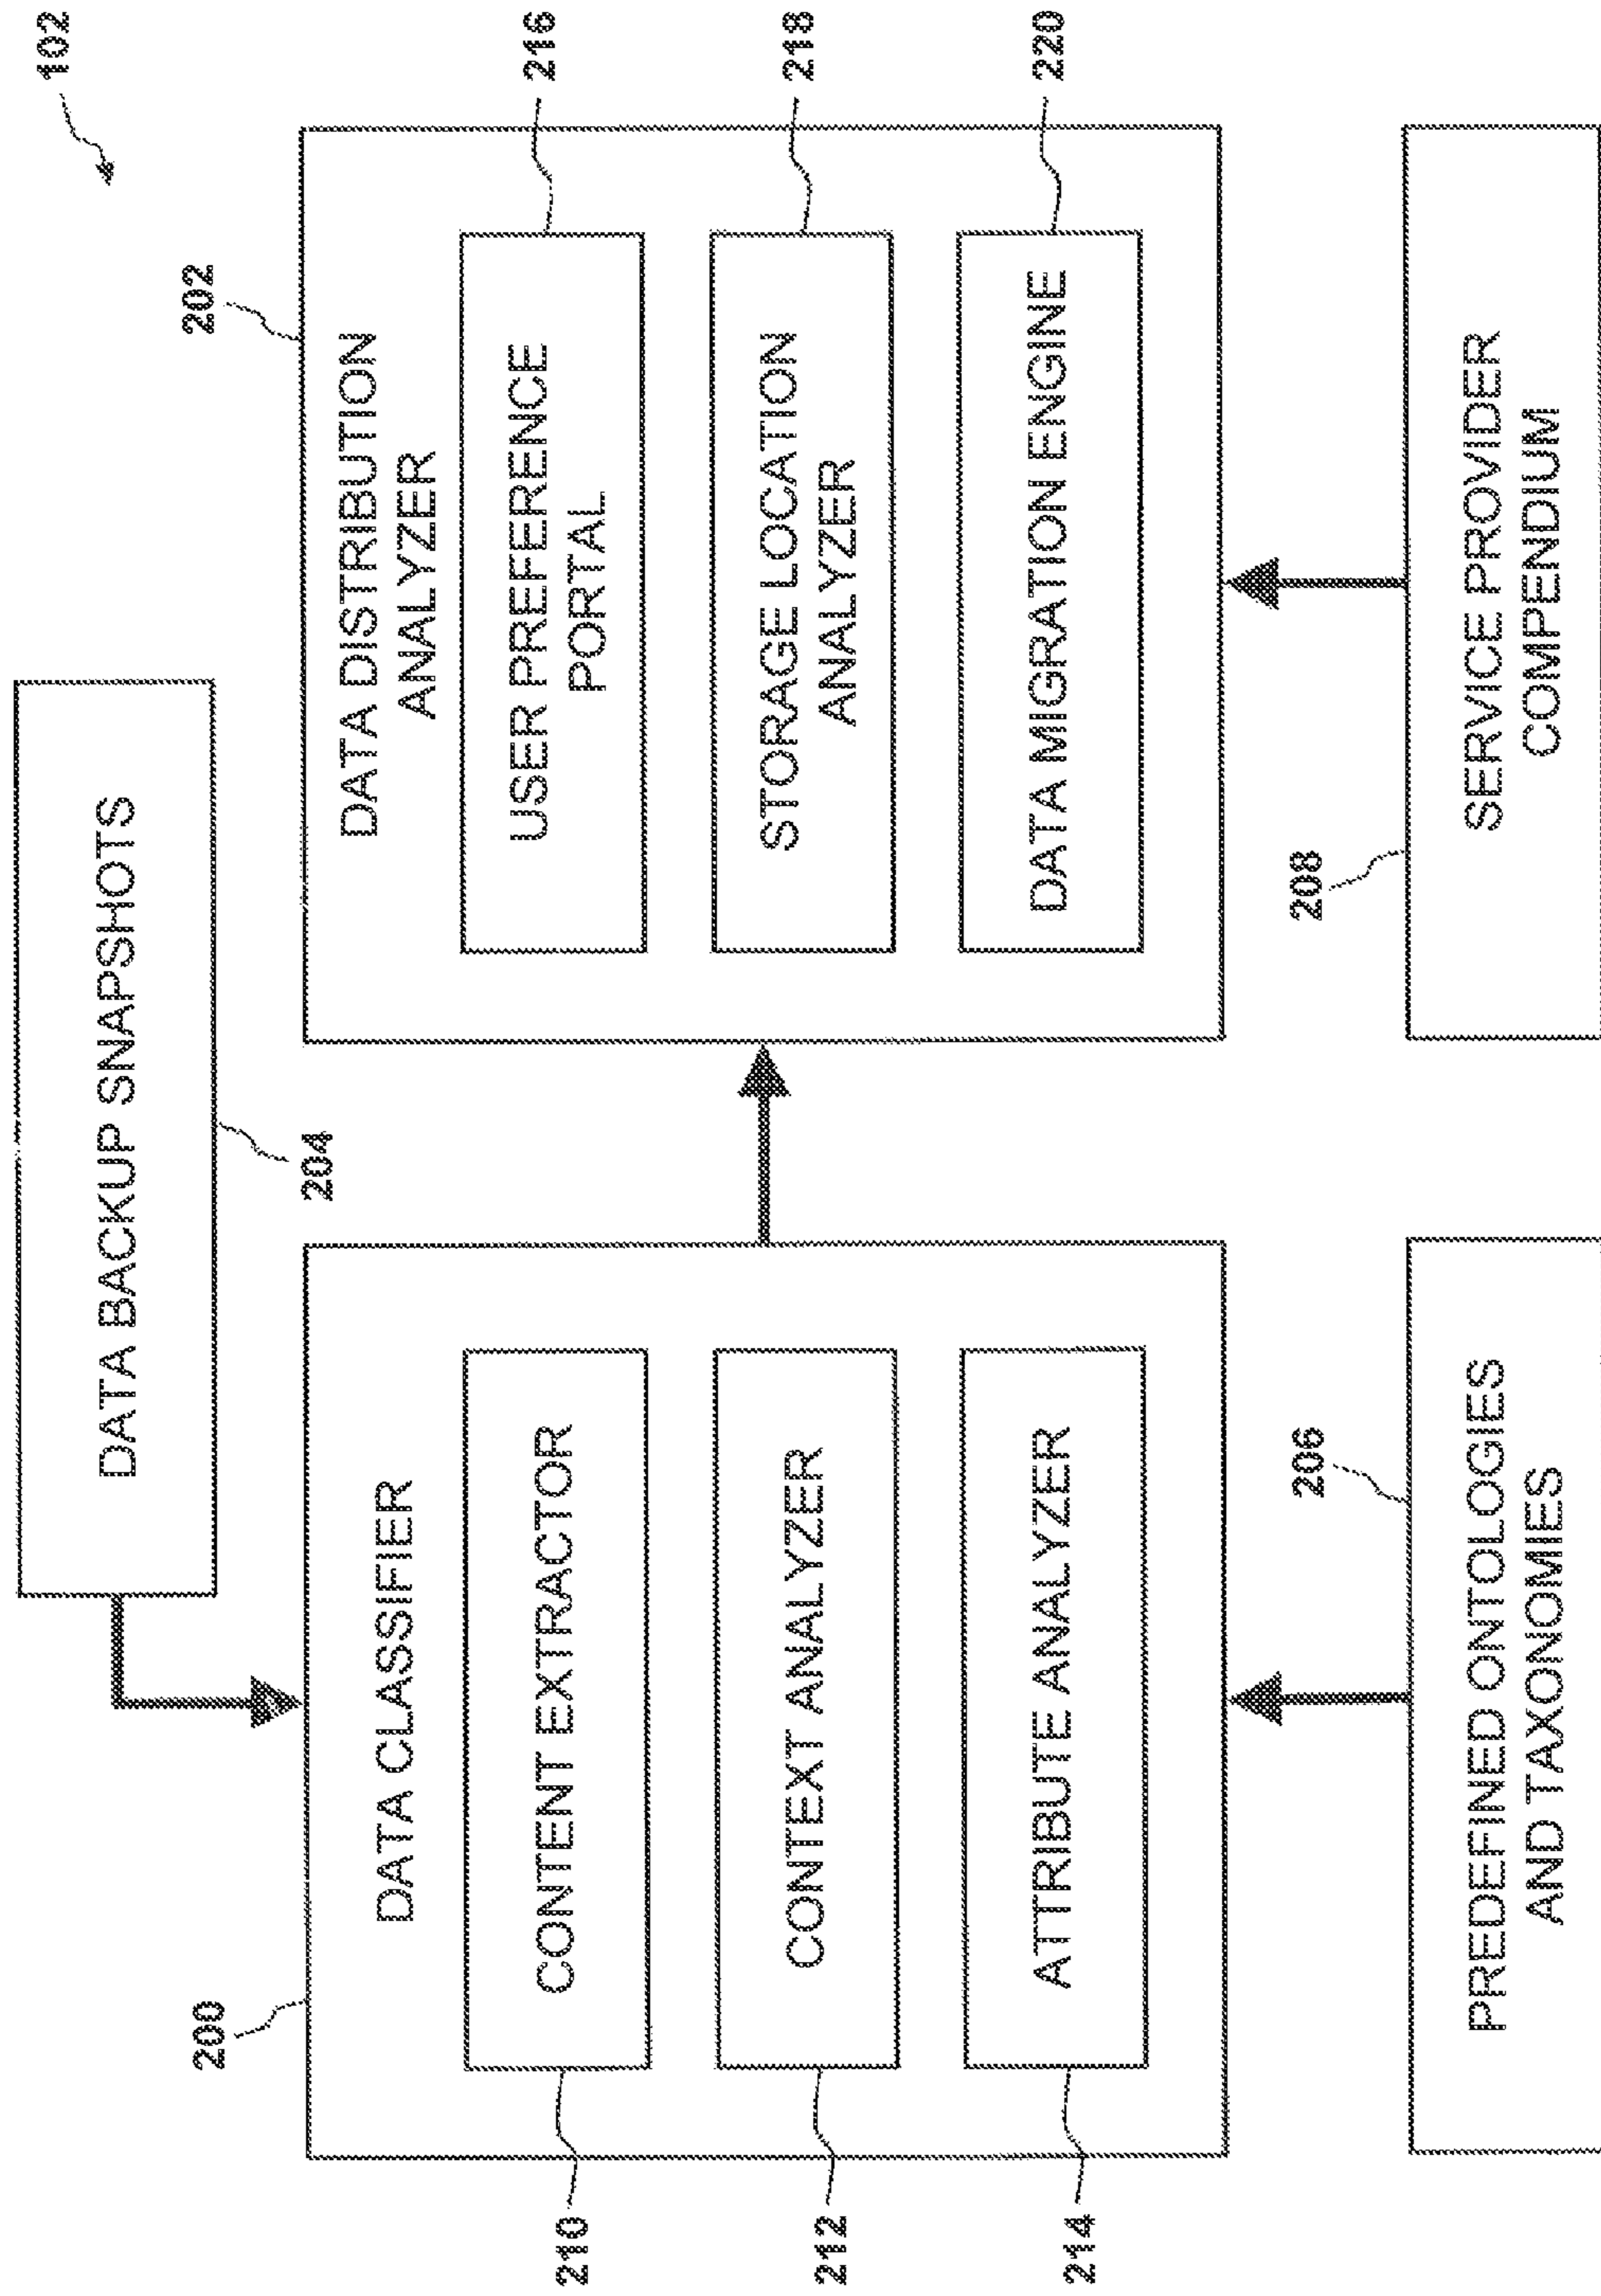 102
DATA BACKUP SNAPSHOTS
204
200
DATA CLASSIFIER
CONTENT EXTRACTOR
210
CONTEXT ANALYZER
212
ATTRIBUTE ANALYZER
214
202
DATA DISTRIBUTION
ANALYZER
USER PREFERENCE
PORTAL
216
STORAGE LOCATION
ANALYZER
218
DATA MIGRATION ENGINE
220
206
PREDEFINED ONTOLOGIES
AND TAXONOMIES
208
SERVICE PROVIDER
COMPENDIUM